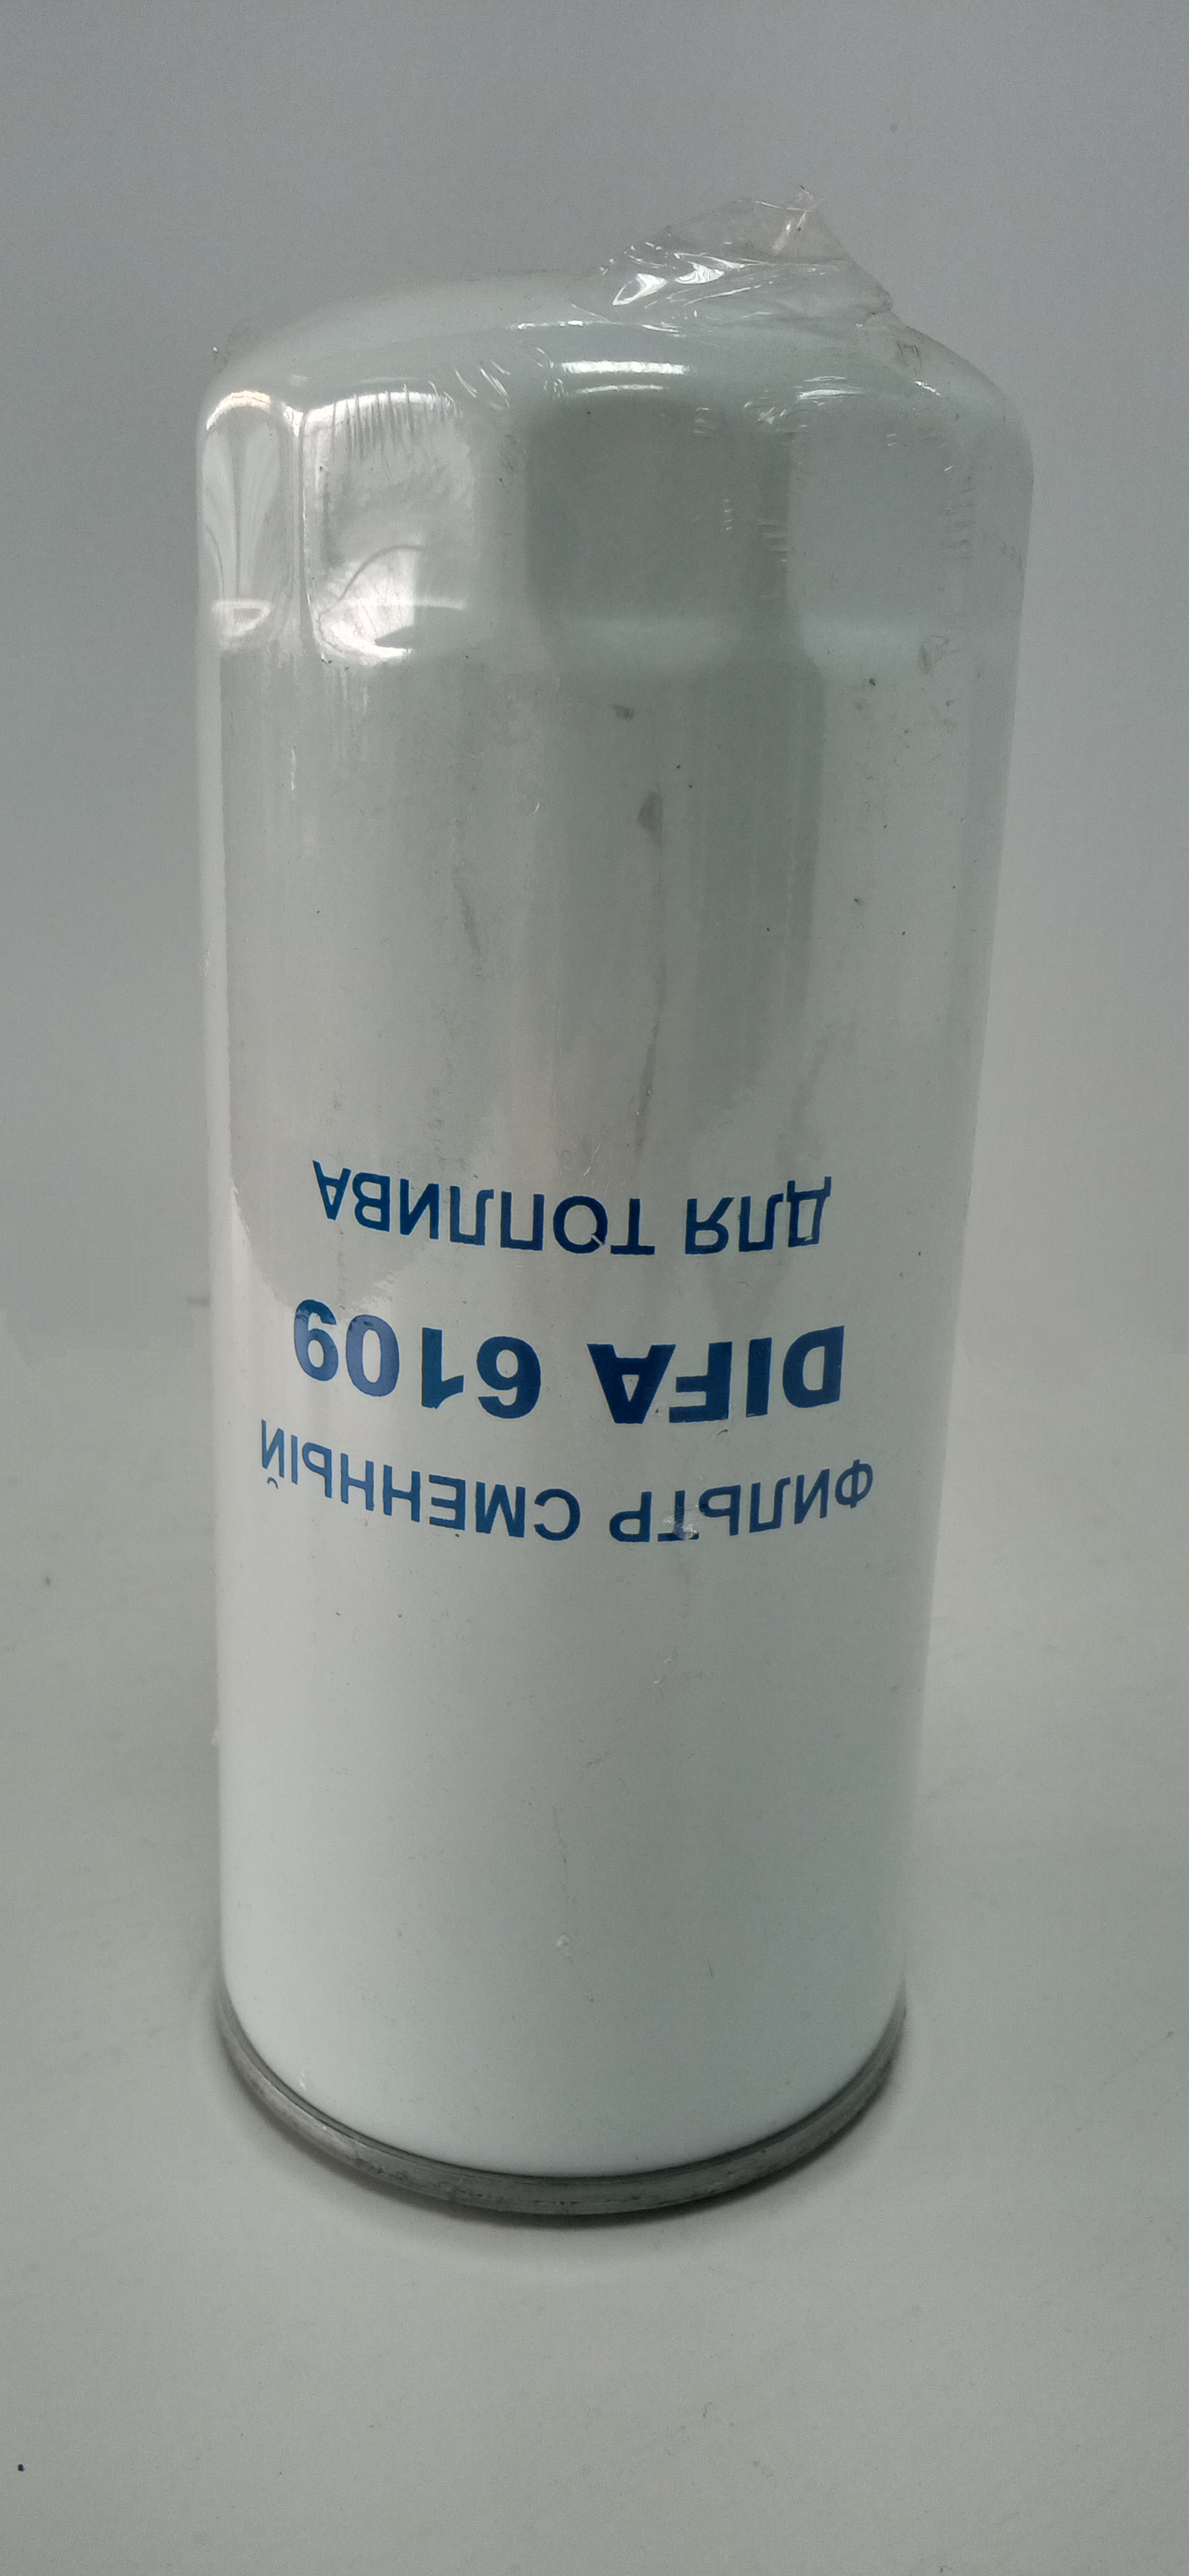 ФИЛЬТР СМЕННЫЙ
DIFA 6109
ДЛЯ ТОПЛИВА